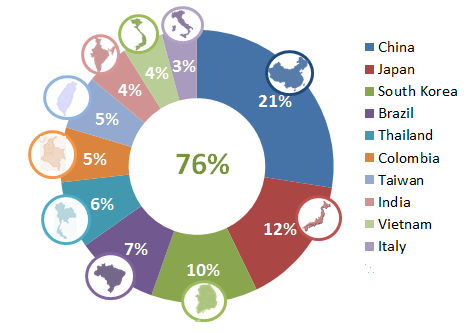 21%
12%
10%
7%
6%
5%
5%
4%
4%
3%
76%
China
Japan
South Korea
Brazil
Thailand
Colombia
Taiwan
India
Vietnam
Italy